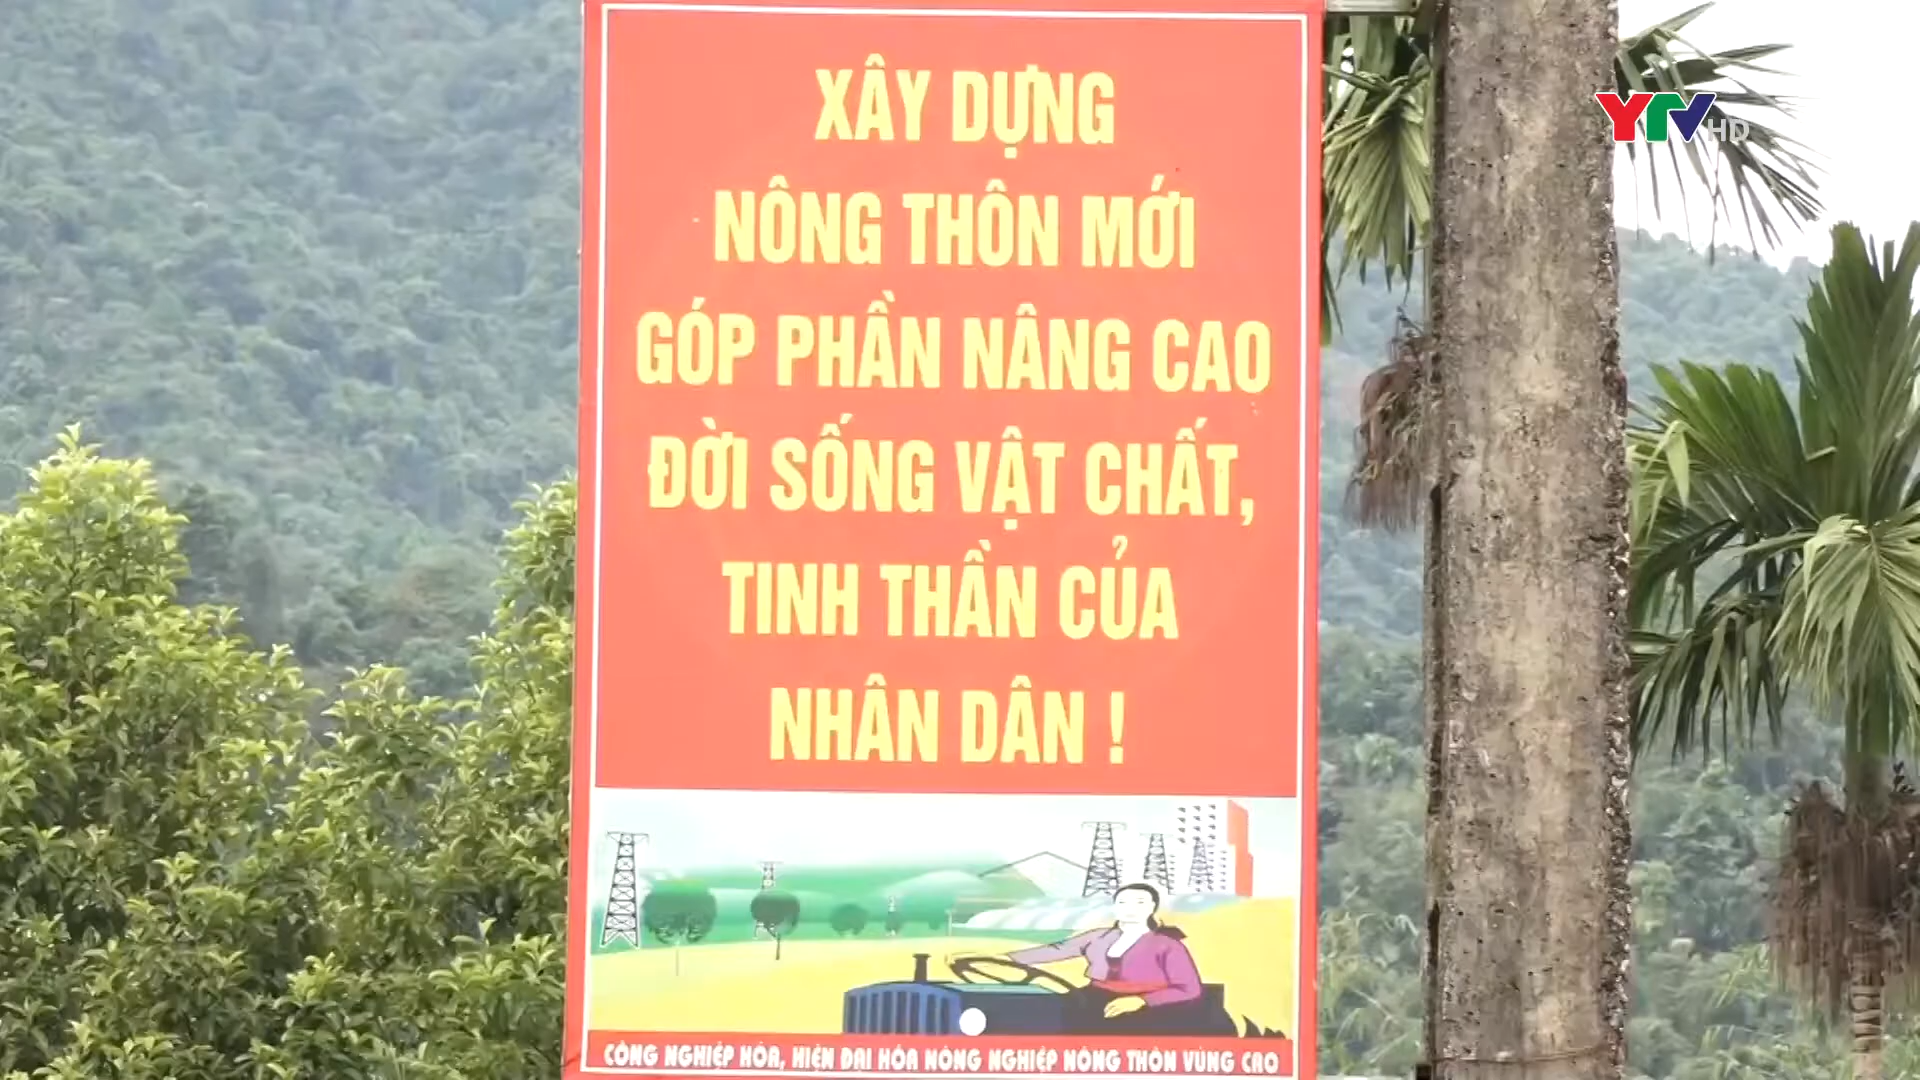 YTV HD
XÂY DỰNG
NÔNG THÔN MỚI
GÓP PHẦN NÂNG CAO
ĐỜI SỐNG VẬT CHẤT,
TINH THẦN CỦA
NHÂN DÂN !
CÔNG NGHIỆP HÓA, HIỆN ĐẠI HÓA NÔNG NGHIỆP NÔNG THÔN VÙNG CAO